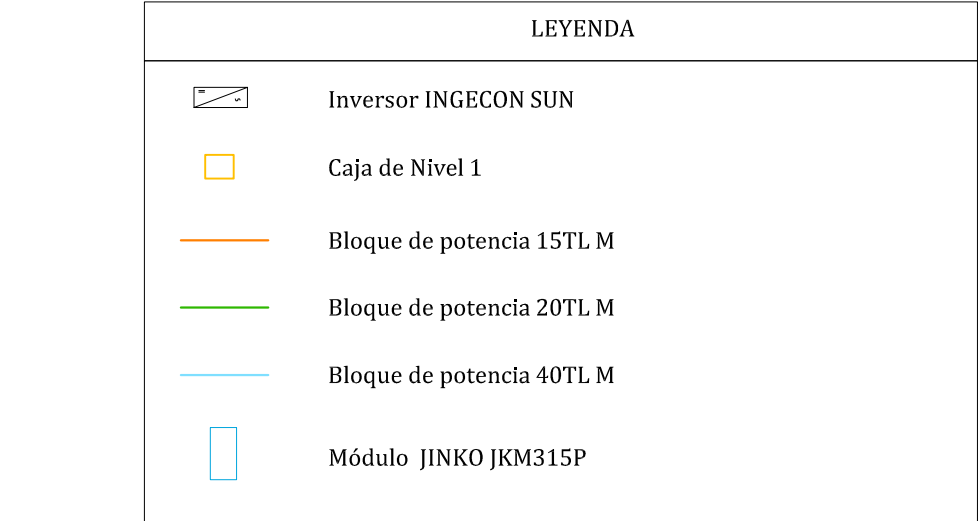 LEYENDA
Inversor INGECON SUN
Caja de Nivel 1
Bloque de potencia 15TL M
Bloque de potencia 20TL M
Bloque de potencia 40TL M
Módulo JINKO JKM315P